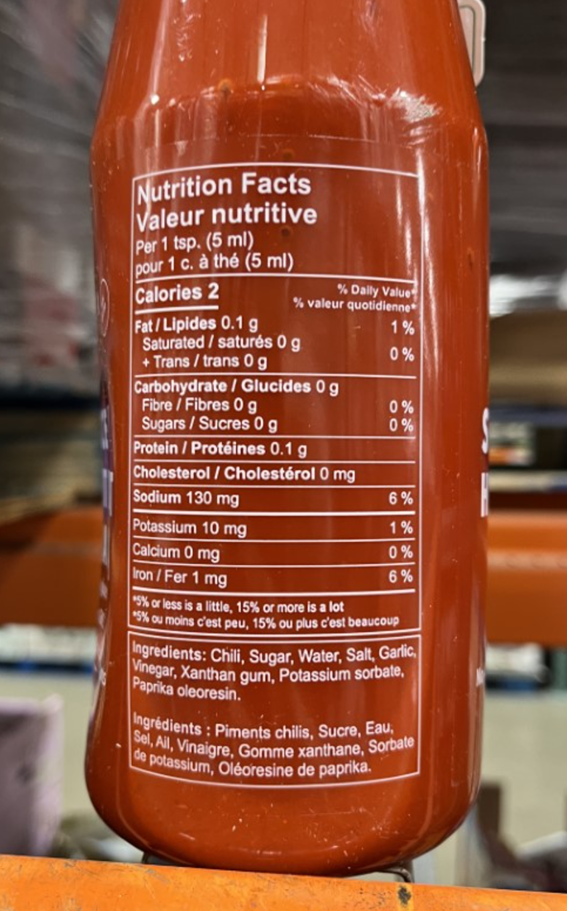 Nutrition Facts
Valeur nutritive
Per 1 tsp. (5 ml)
pour 1 c. à thé (5 ml)
Calories 2
% Daily Value*
% valeur quotidienne*
Fat / Lipides 0.1 g 1 %
Saturated / saturés 0 g
+ Trans / trans 0 g 0 %
Carbohydrate / Glucides 0 g
Fibre / Fibres 0 g 0 %
Sugars / Sucres 0 g 0 %
Protein / Protéines 0.1 g
Cholesterol / Cholestérol 0 mg
Sodium 130 mg 6 %
Potassium 10 mg 1 %
Calcium 0 mg 0 %
Iron / Fer 1 mg 6 %
*5% or less is a little, 15% or more is a lot
*5% ou moins c'est peu, 15% ou plus c'est beaucoup
Ingredients: Chili, Sugar, Water, Salt, Garlic,
Vinegar, Xanthan gum, Potassium sorbate,
Paprika oleoresin.
Ingrédients : Piments chilis, Sucre, Eau,
Sel, Ail, Vinaigre, Gomme xanthane, Sorbate
de potassium, Oléoresine de paprika.